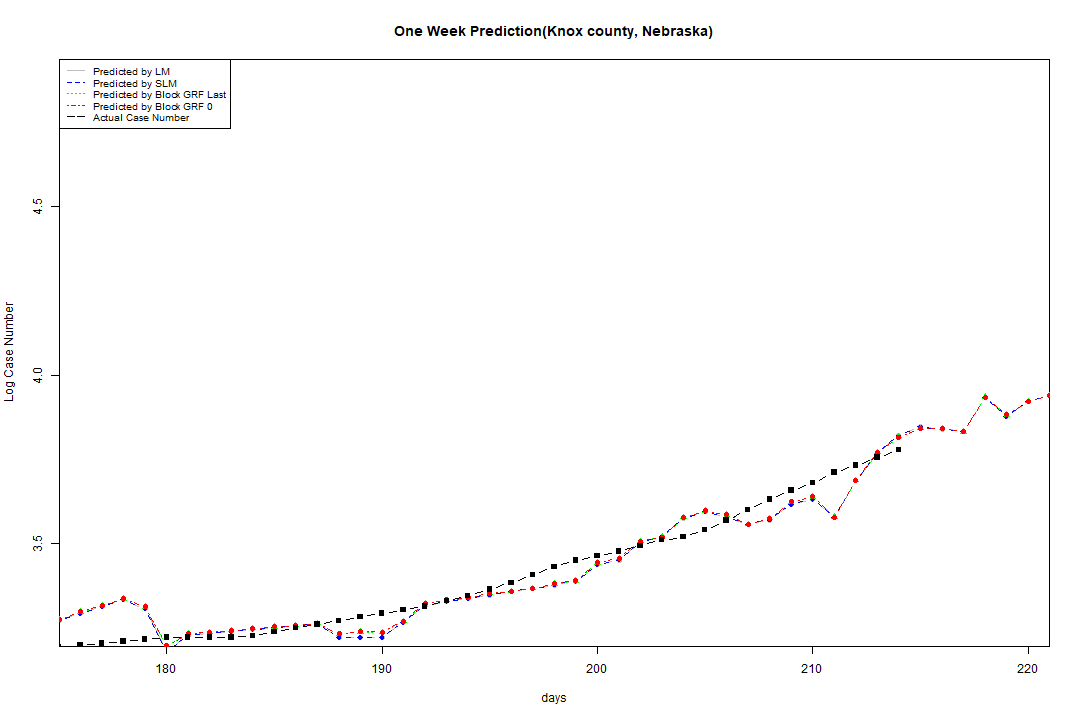 One Week Prediction(Knox county, Nebraska)
Predicted by LM
Predicted by SLM
Predicted by Block GRF Last
Predicted by Block GRF 0
Actual Case Number
4.5
4.0
3.5
Log Case Number
180 190 200 210 220
days